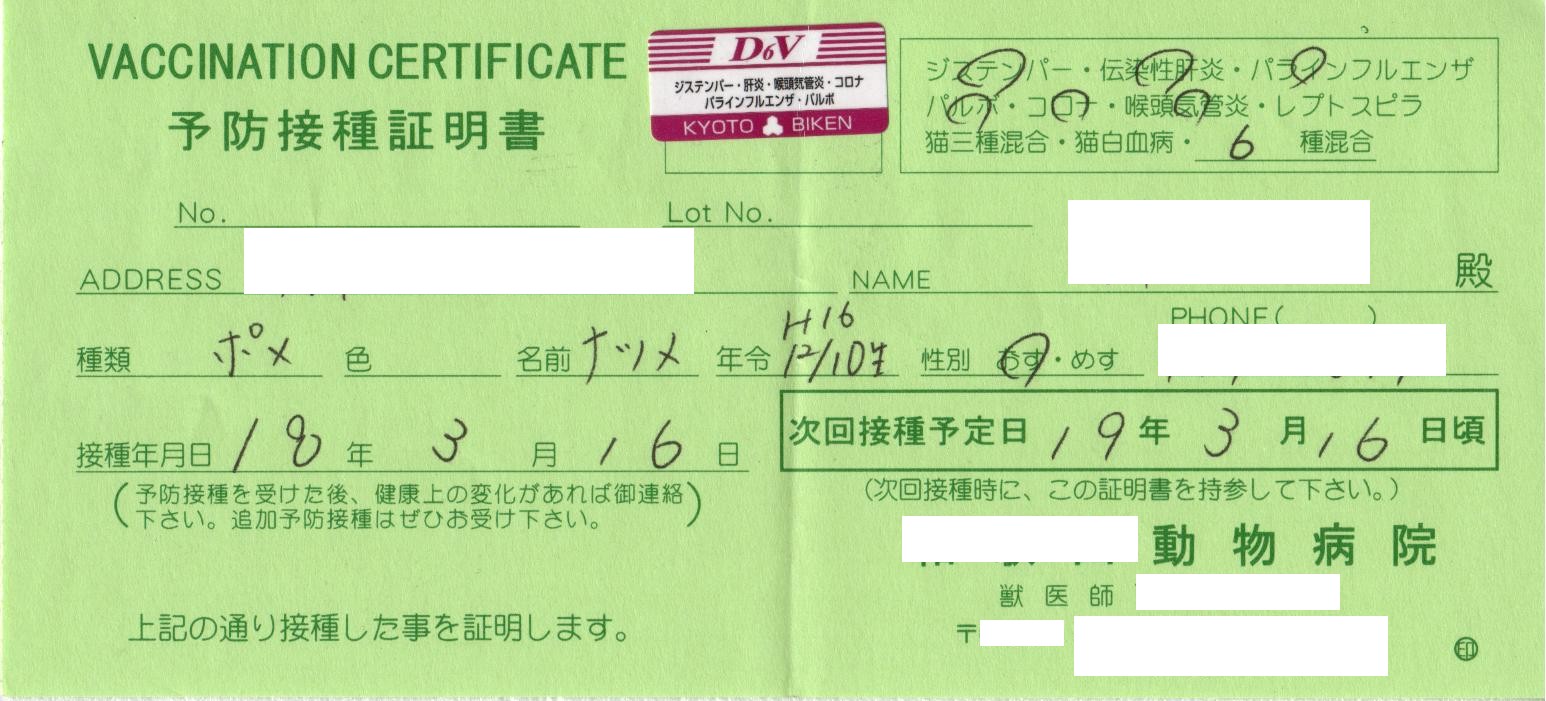 VACCINATION CERTIFICATE
予防接種証明書
D6V
ジステンパー・肝炎・喉頭気管炎・コロナ
パラインフルエンザ・パルボ
KYOTO BIKEN
ジステンパー・伝染性肝炎・パラインフルエンザ
パルボ・コロナ・喉頭気管炎・レプトスピラ
猫三種混合・猫白血病・ 6 種混合
No. Lot No.
ADDRESS NAME 殿
種類 ポメ 色 名前 ナツメ 年令 H16 12/10生 性別 おす・めす PHONE( )
接種年月日 18 年 3 月 16 日
次回接種予定日 19 年 3 月 16 日頃
(予防接種を受けた後、健康上の変化があれば御連絡
下さい。追加予防接種はぜひお受け下さい。)
(次回接種時に、この証明書を持参して下さい。)
動物病院
獣医師
〒
上記の通り接種した事を証明します。
印